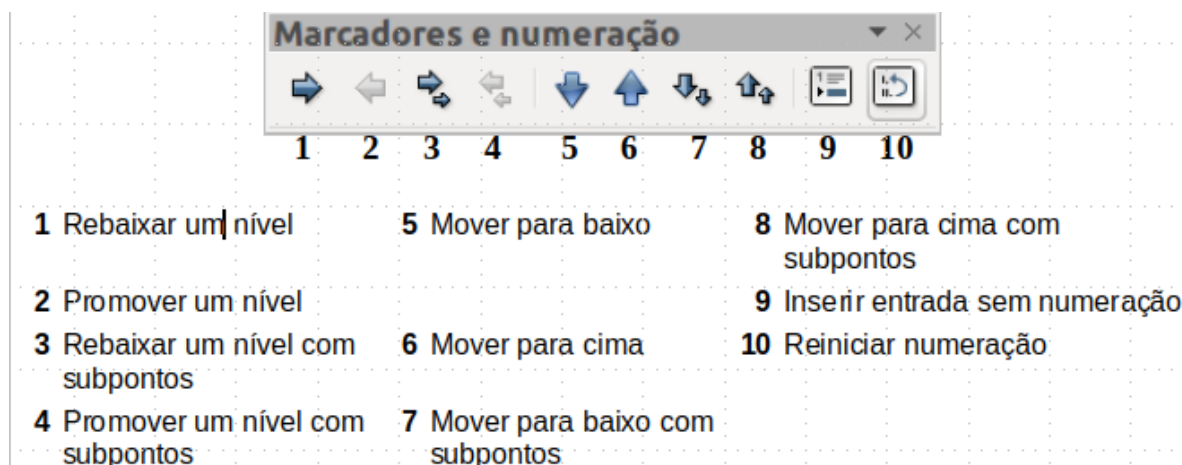 Marcadores e numeração
1 2 3 4 5 6 7 8 9 10
1 Rebaixar um nível
2 Promover um nível
3 Rebaixar um nível com
subpontos
4 Promover um nível com
subpontos
5 Mover para baixo
6 Mover para cima
7 Mover para baixo com
subpontos
8 Mover para cima com
subpontos
9 Inserir entrada sem numeração
10 Reiniciar numeração